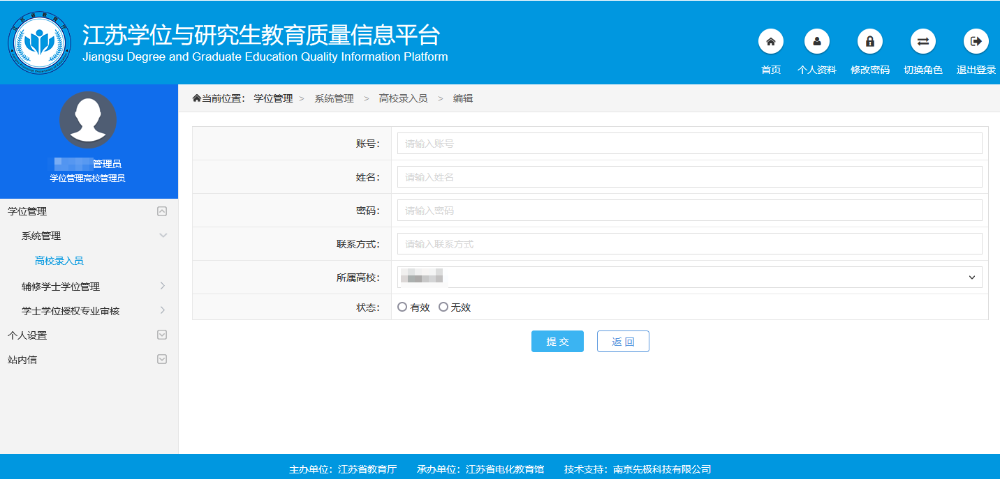 江苏学位与研究生教育质量信息平台
Jiangsu Degree and Graduate Education Quality Information Platform
首页 个人资料 修改密码 切换角色 退出登录
管理员
学位管理高校管理员
学位管理
系统管理
高校录入员
辅修学士学位管理
学士学位授权专业审核
个人设置
站内信
当前位置： 学位管理 > 系统管理 > 高校录入员 > 编辑
账号： 请输入账号
姓名： 请输入姓名
密码： 请输入密码
联系方式： 请输入联系方式
所属高校：
状态： 有效 无效
提 交 返 回
主办单位：江苏省教育厅 承办单位：江苏省电化教育馆 技术支持：南京先极科技有限公司